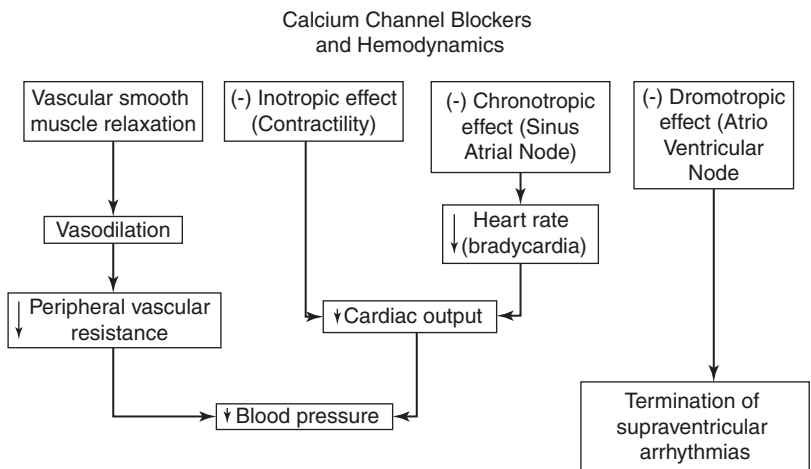 Calcium Channel Blockers
and Hemodynamics
Vascular smooth
muscle relaxation
(-) Inotropic effect
(Contractility)
(-) Chronotropic
effect (Sinus
Atrial Node)
(-) Dromotropic
effect (Atrio
Ventricular
Node
Vasodilation
Heart rate
(bradycardia)
Peripheral vascular
resistance
Cardiac output
Blood pressure
Termination of
supraventricular
arrhythmias